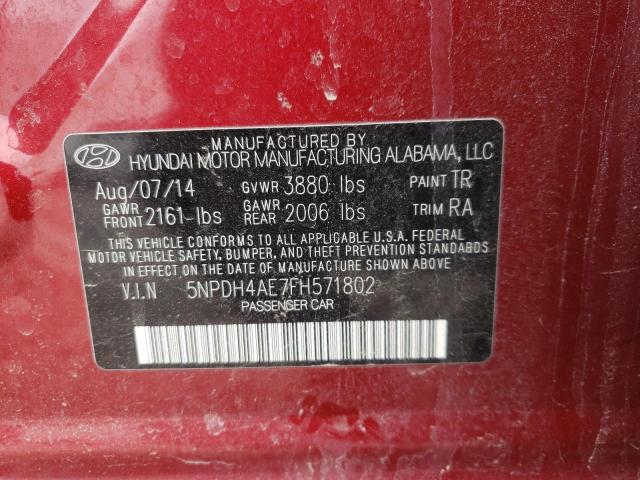 MANUFACTURED BY
HYUNDAI MOTOR MANUFACTURING ALABAMA, LLC
Aug/07/14 GVWR 3880 lbs PAINT TR
GAWR FRONT 2161 lbs GAWR REAR 2006 lbs TRIM RA
THIS VEHICLE CONFORMS TO ALL APPLICABLE U.S.A. FEDERAL
MOTOR VEHICLE SAFETY, BUMPER, AND THEFT PREVENTION STANDARDS
IN EFFECT ON THE DATE OF MANUFACTURE SHOWN ABOVE
V.I.N 5NPDH4AE7FH571802
PASSENGER CAR